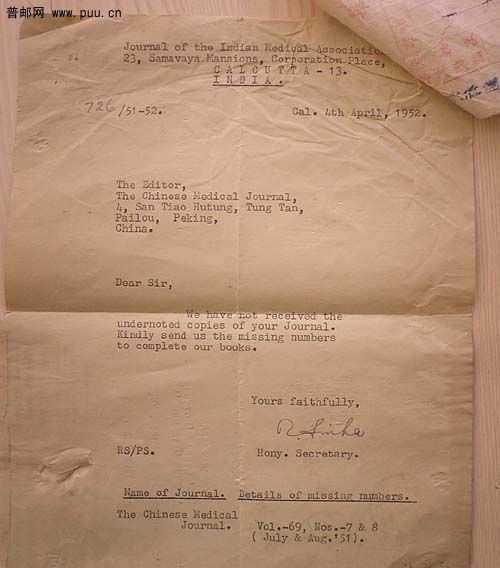 普邮网 www.puu.cn
Journal of the Indian Medical Association
23, Samavaya Mansions, Corporation Place,
CALCUTTA - 13.
INDIA.
726/51-52.
Cal. 4th April, 1952.
The Editor,
The Chinese Medical Journal,
4, San Tiao Hutung, Tung Tan,
Pailou, Peking,
China.
Dear Sir,
We have not received the
undernoted copies of your Journal.
Kindly send us the missing numbers
to complete our books.
Yours faithfully,
R. Sinha
RS/PS.
Hony. Secretary.
Name of Journal. Details of missing numbers.
The Chinese Medical
Journal.
Vol.-69, Nos.-7 & 8
( July & Aug.'51).